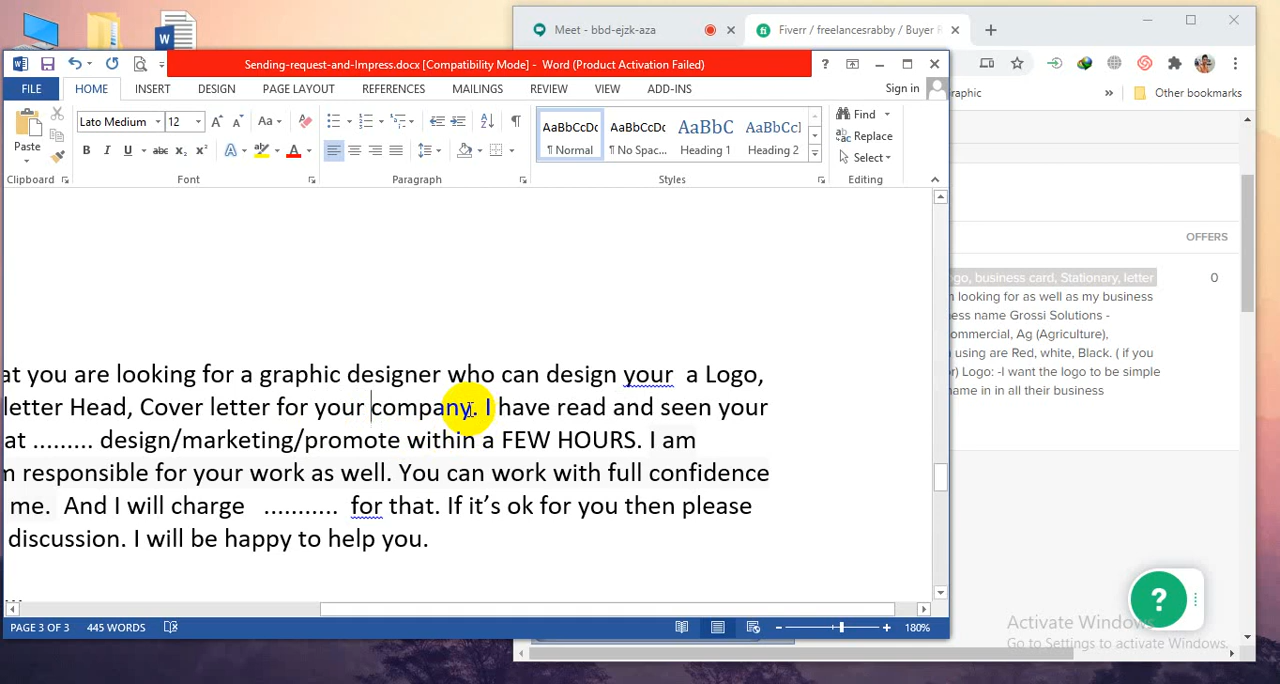 Meet - bbd-ejzk-aza
Fiverr / freelancesrabby / Buyer R
Sending-request-and-Impress.docx [Compatibility Mode] - Word (Product Activation Failed)
FILE HOME INSERT DESIGN PAGE LAYOUT REFERENCES MAILINGS REVIEW VIEW ADD-INS Sign in
Other bookmarks
Paste
Lato Medium 12
Clipboard Font Paragraph Styles Editing
AaBbCcDc AaBbCcDc AaBbC AaBbCcI
¶ Normal ¶ No Spac... Heading 1 Heading 2
Find
Replace
Select
at you are looking for a graphic designer who can design your a Logo,
letter Head, Cover letter for your company. I have read and seen your
at ......... design/marketing/promote within a FEW HOURS. I am
m responsible for your work as well. You can work with full confidence
me. And I will charge ........... for that. If it's ok for you then please
discussion. I will be happy to help you.
PAGE 3 OF 3 445 WORDS 180%
raphic
OFFERS
ogo, business card, Stationary, letter 0
looking for as well as my business
ess name Grossi Solutions -
ommercial, Ag (Agriculture),
using are Red, white, Black. ( if you
) Logo: -I want the logo to be simple
in in all their business
?
Activate Windows
Go to Settings to activate Windows.